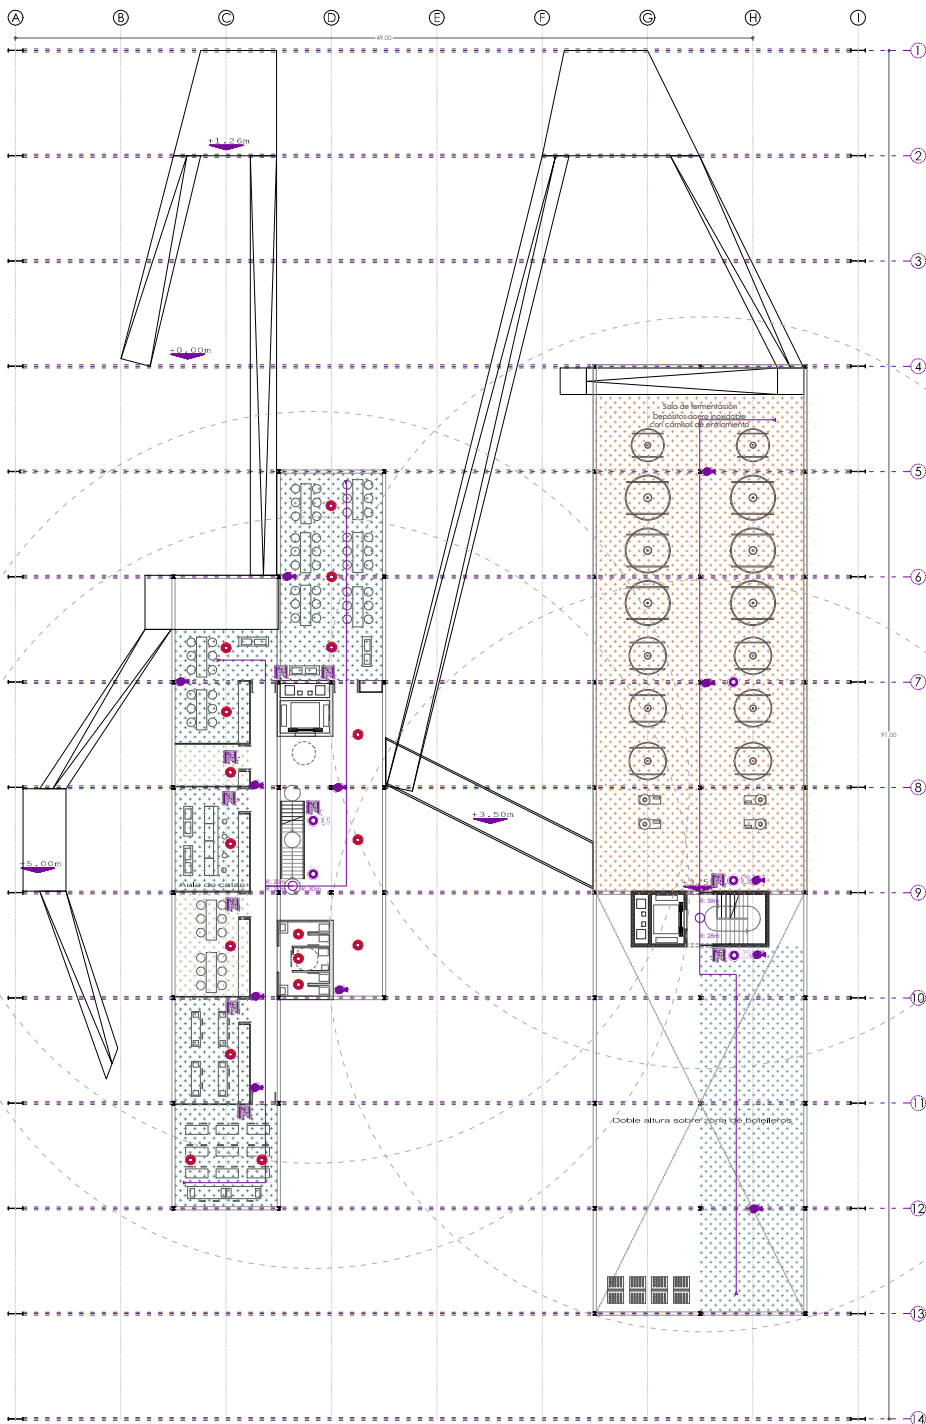 A B C D E F G H I
49.00
1
+1.26m
2
3
+0.00m
4
Sala de fermentación
Depósitos acero inoxidable
con camisas de enfriamiento
5
6
7
91.00
8
+3.50m
+5.00m
Aula de catas
9
R: 38m
R: 28m
10
11
Doble altura sobre zona de botelleros
12
13
14